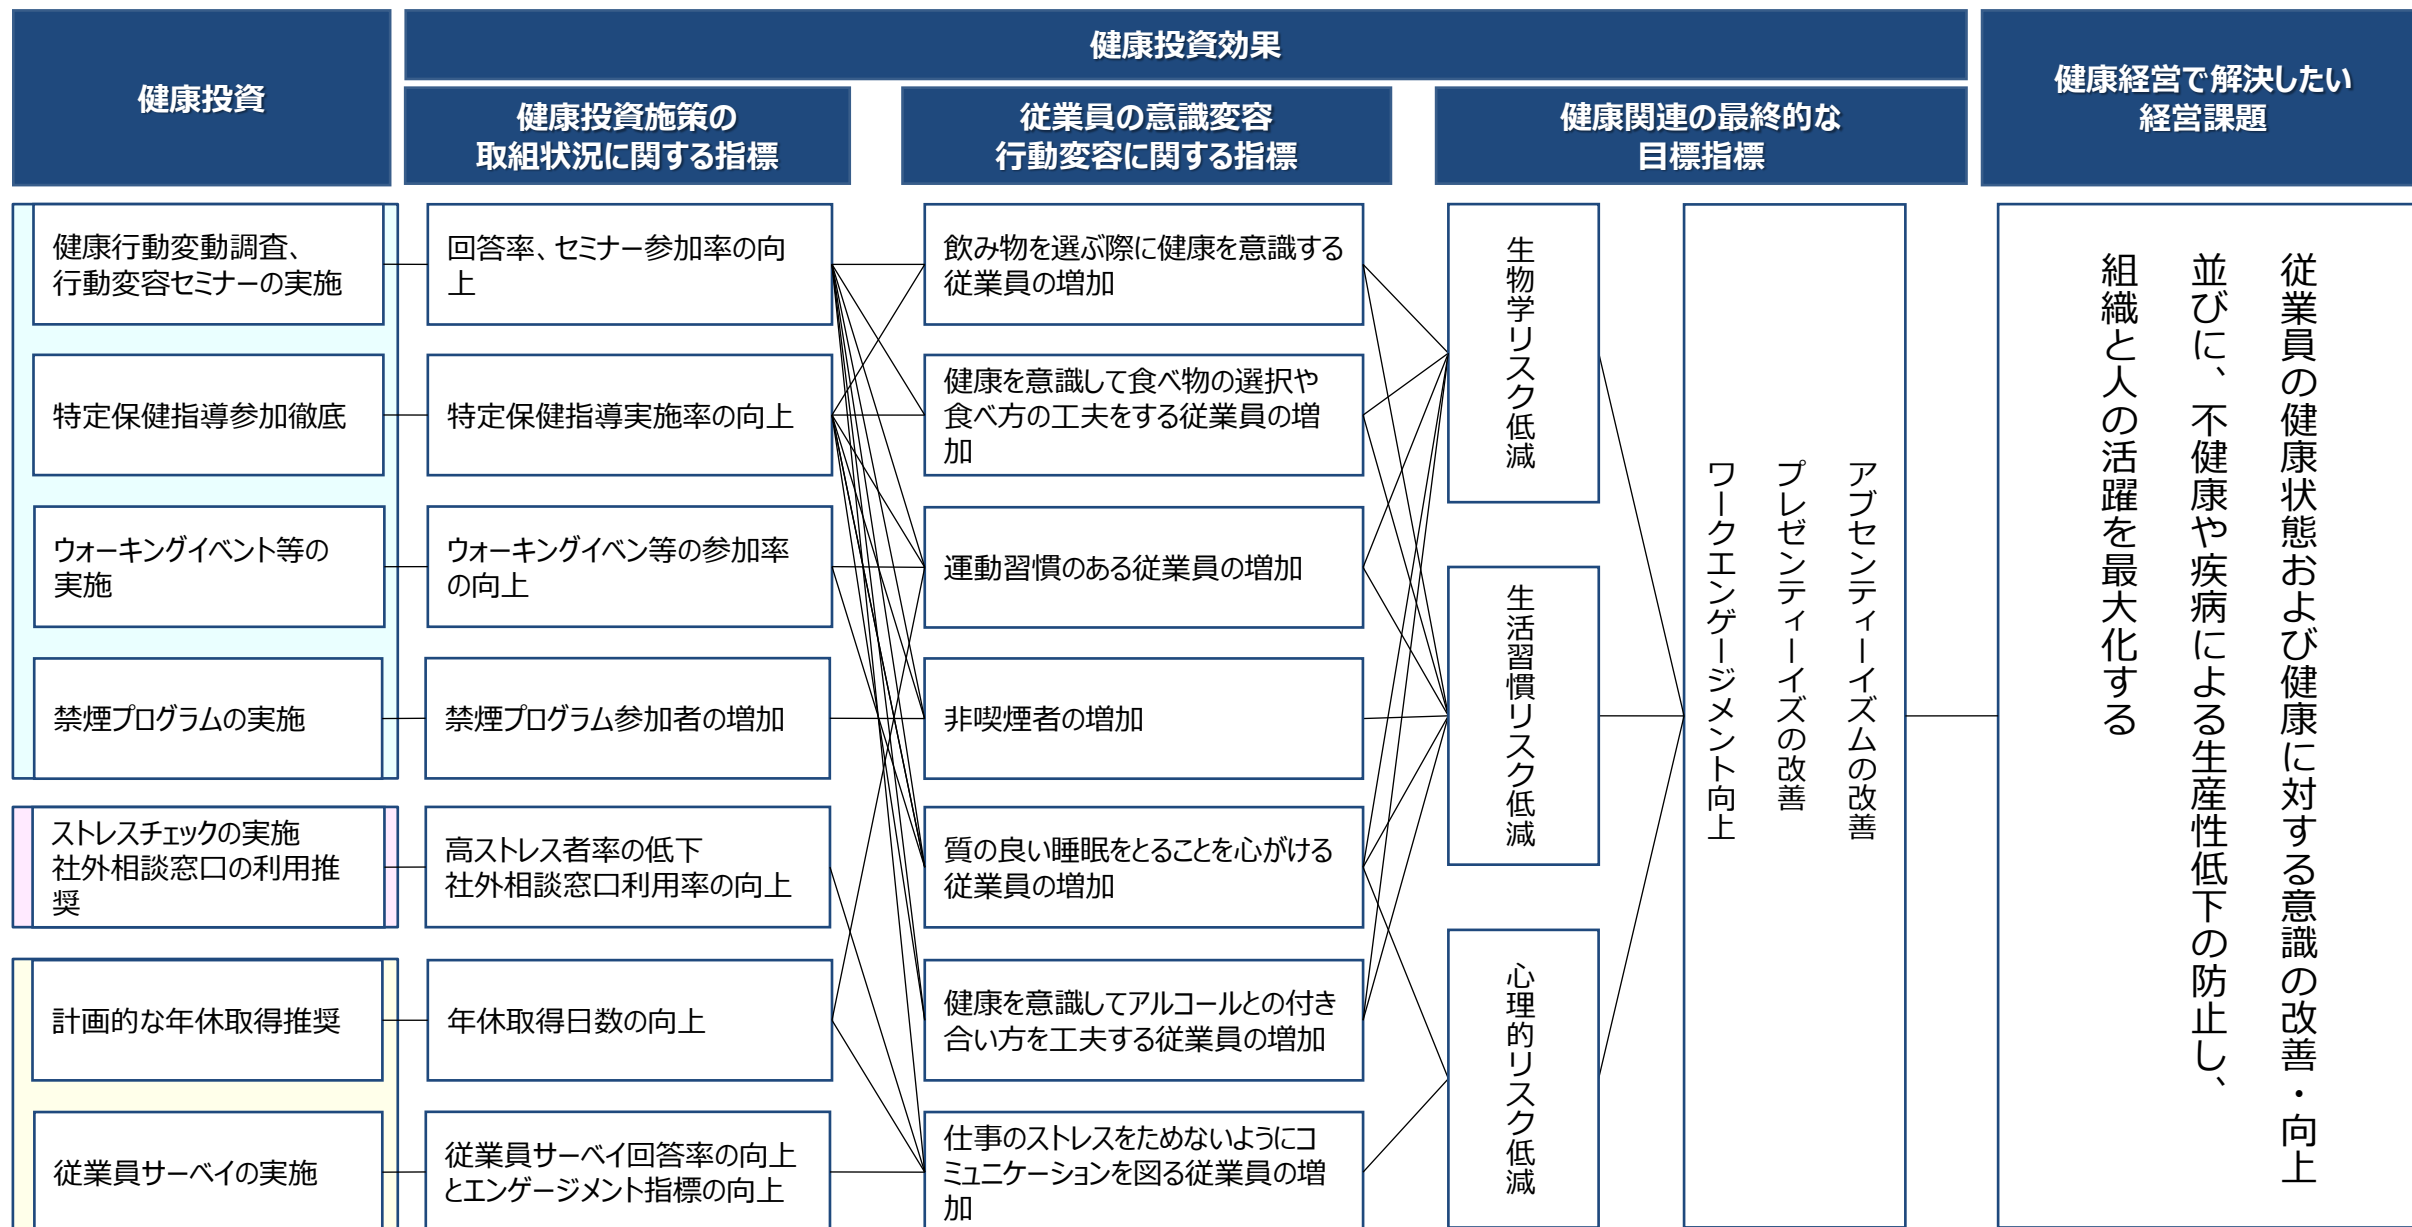 健康投資
健康投資効果
健康経営で解決したい
経営課題
健康投資施策の
取組状況に関する指標
従業員の意識変容
行動変容に関する指標
健康関連の最終的な
目標指標
健康行動変動調査、
行動変容セミナーの実施
特定保健指導参加徹底
ウォーキングイベント等の
実施
禁煙プログラムの実施
ストレスチェックの実施
社外相談窓口の利用推
奨
計画的な年休取得推奨
従業員サーベイの実施
回答率、セミナー参加率の向
上
特定保健指導実施率の向上
ウォーキングイベン等の参加率
の向上
禁煙プログラム参加者の増加
高ストレス者率の低下
社外相談窓口利用率の向上
年休取得日数の向上
従業員サーベイ回答率の向上
とエンゲージメント指標の向上
飲み物を選ぶ際に健康を意識する
従業員の増加
健康を意識して食べ物の選択や
食べ方の工夫をする従業員の増
加
運動習慣のある従業員の増加
非喫煙者の増加
質の良い睡眠をとることを心がける
従業員の増加
健康を意識してアルコールとの付き
合い方を工夫する従業員の増加
仕事のストレスをためないようにコ
ミュニケーションを図る従業員の増
加
生物学リスク低減
生活習慣リスク低減
心理的リスク低減
アブセンティーイズムの改善
プレゼンティーイズの改善
ワークエンゲージメント向上
従業員の健康状態および健康に対する意識の改善・向上
並びに、不健康や疾病による生産性低下の防止し、
組織と人の活躍を最大化する